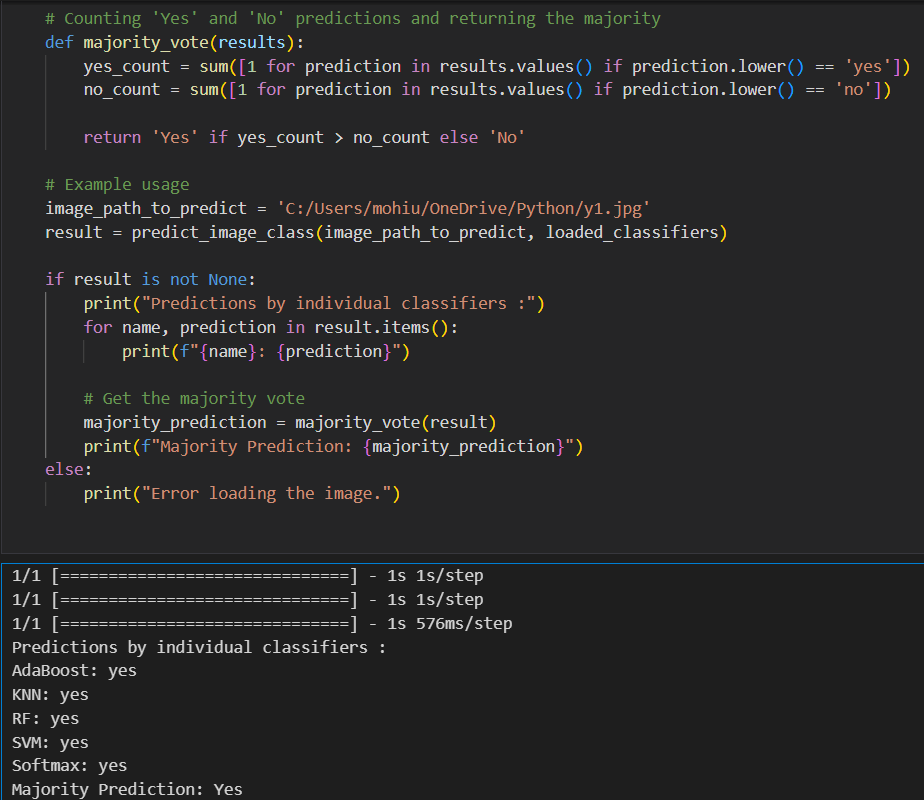 # Counting 'Yes' and 'No' predictions and returning the majority
def majority_vote(results):
    yes_count = sum([1 for prediction in results.values() if prediction.lower() == 'yes'])
    no_count = sum([1 for prediction in results.values() if prediction.lower() == 'no'])

    return 'Yes' if yes_count > no_count else 'No'

# Example usage
image_path_to_predict = 'C:/Users/mohiu/OneDrive/Python/y1.jpg'
result = predict_image_class(image_path_to_predict, loaded_classifiers)

if result is not None:
    print("Predictions by individual classifiers :")
    for name, prediction in result.items():
        print(f"{name}: {prediction}")

    # Get the majority vote
    majority_prediction = majority_vote(result)
    print(f"Majority Prediction: {majority_prediction}")
else:
    print("Error loading the image.")

1/1 [==============================] - 1s 1s/step
1/1 [==============================] - 1s 1s/step
1/1 [==============================] - 1s 576ms/step
Predictions by individual classifiers :
AdaBoost: yes
KNN: yes
RF: yes
SVM: yes
Softmax: yes
Majority Prediction: Yes